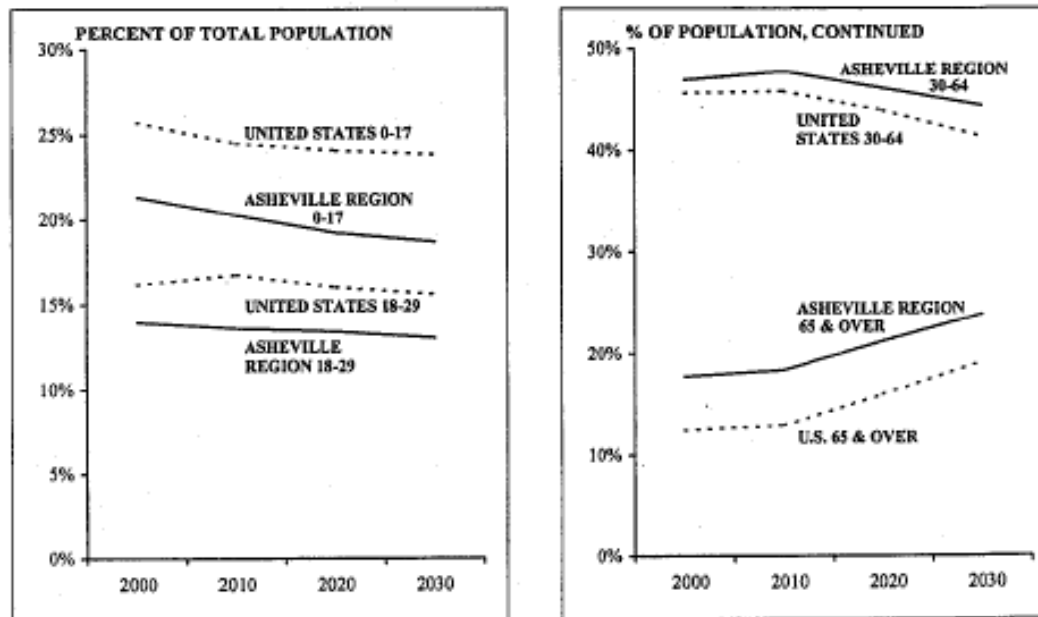 PERCENT OF TOTAL POPULATION
30%
25%
20%
15%
10%
5%
0%
UNITED STATES 0-17
ASHEVILLE REGION
0-17
UNITED STATES 18-29
ASHEVILLE
REGION 18-29
2000 2010 2020 2030
% OF POPULATION, CONTINUED
50%
40%
30%
20%
10%
0%
ASHEVILLE REGION
30-64
UNITED
STATES 30-64
ASHEVILLE REGION
65 & OVER
U.S. 65 & OVER
2000 2010 2020 2030